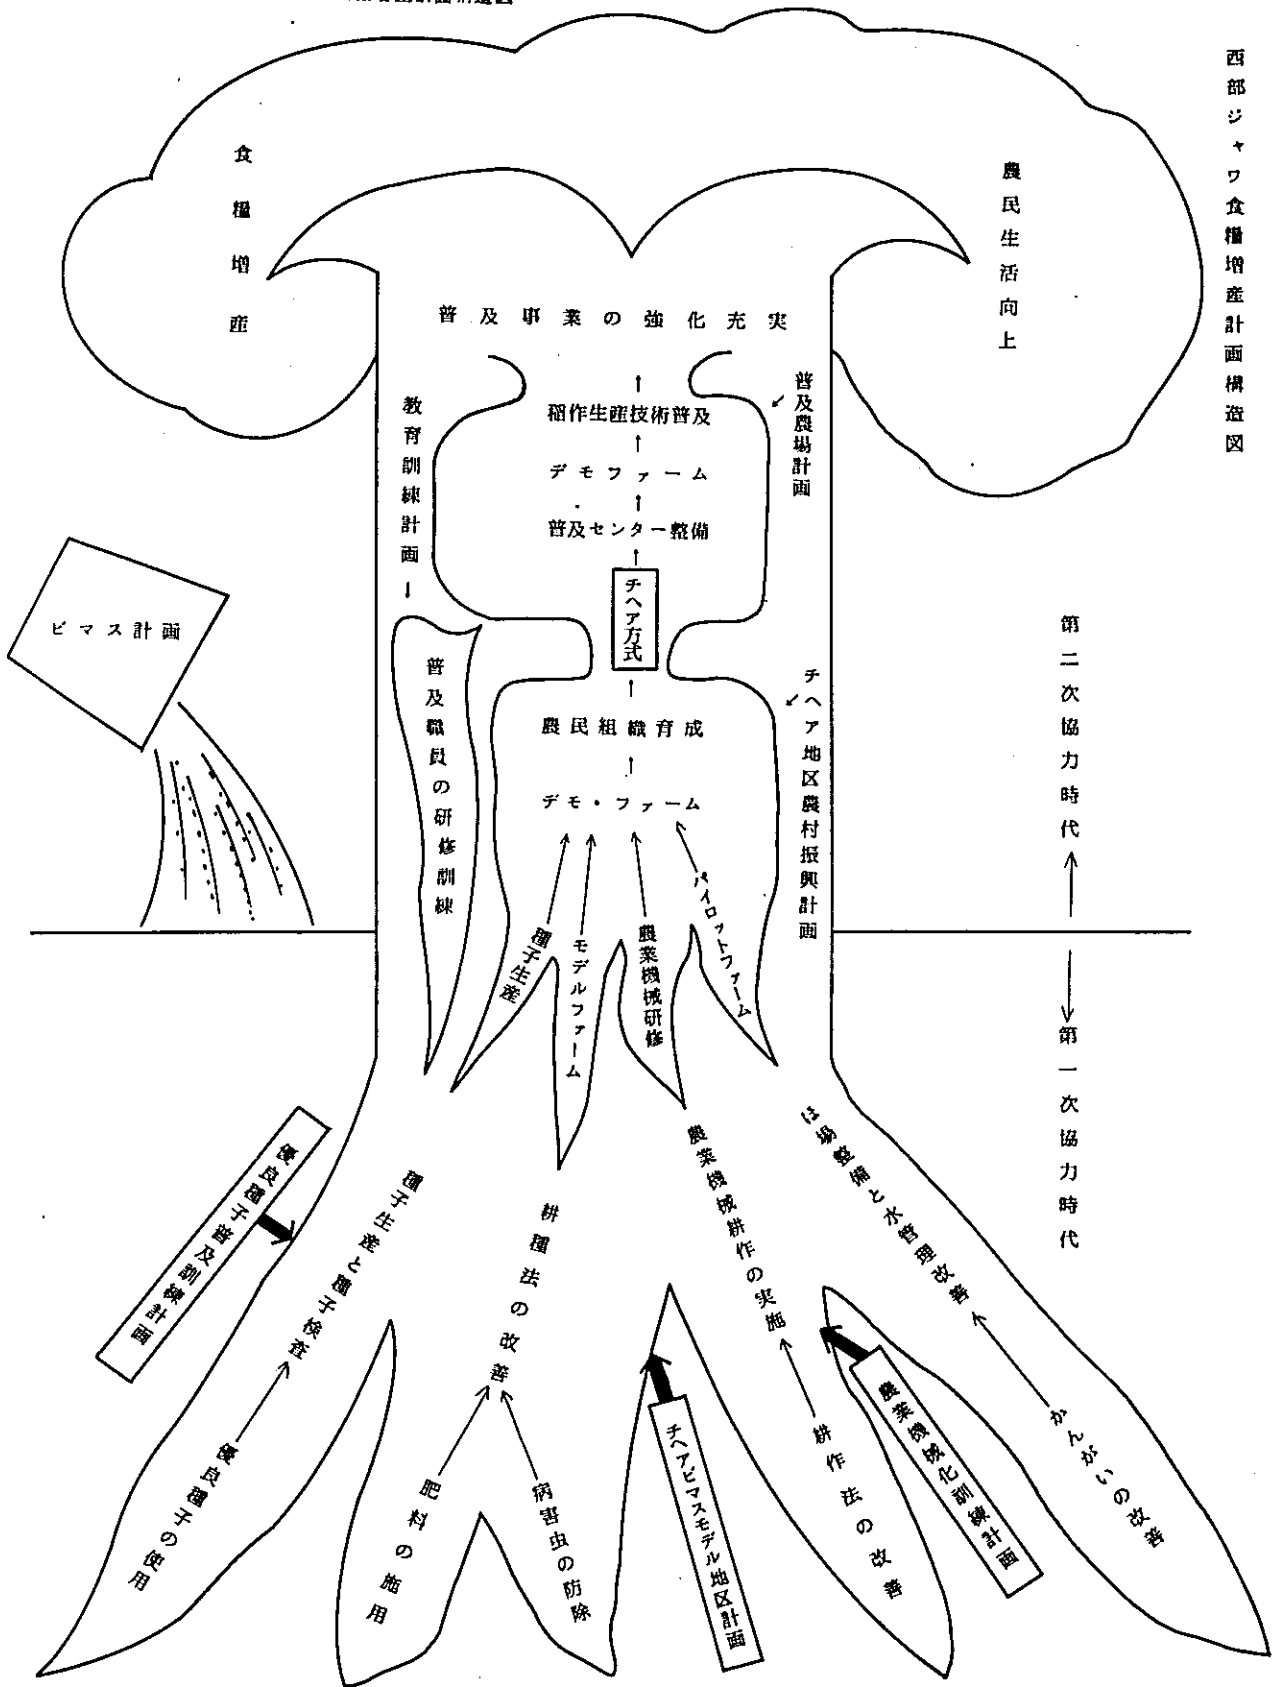 西部ジャワ食糧増産計画構造図
食糧増産
農民生活向上
普及事業の強化充実
教育訓練計画
稲作生産技術普及
デモファーム
普及センター整備
普及農場計画
チヘア方式
ビマス計画
普及職員の研修訓練
農民組織育成
デモ・ファーム
チヘア地区農村振興計画
第二次協力時代
種子生産
モデルファーム
農業機械研修
パイロットファーム
第一次協力時代
優良種子普及訓練計画
種子生産と種子検査
耕種法の改善
農業機械耕作の実施
ほ場整備と水管理改善
優良種子の使用
肥料の施用
病害虫の防除
チヘアビマスモデル地区計画
耕作法の改善
農業機械化訓練計画
かんがいの改善